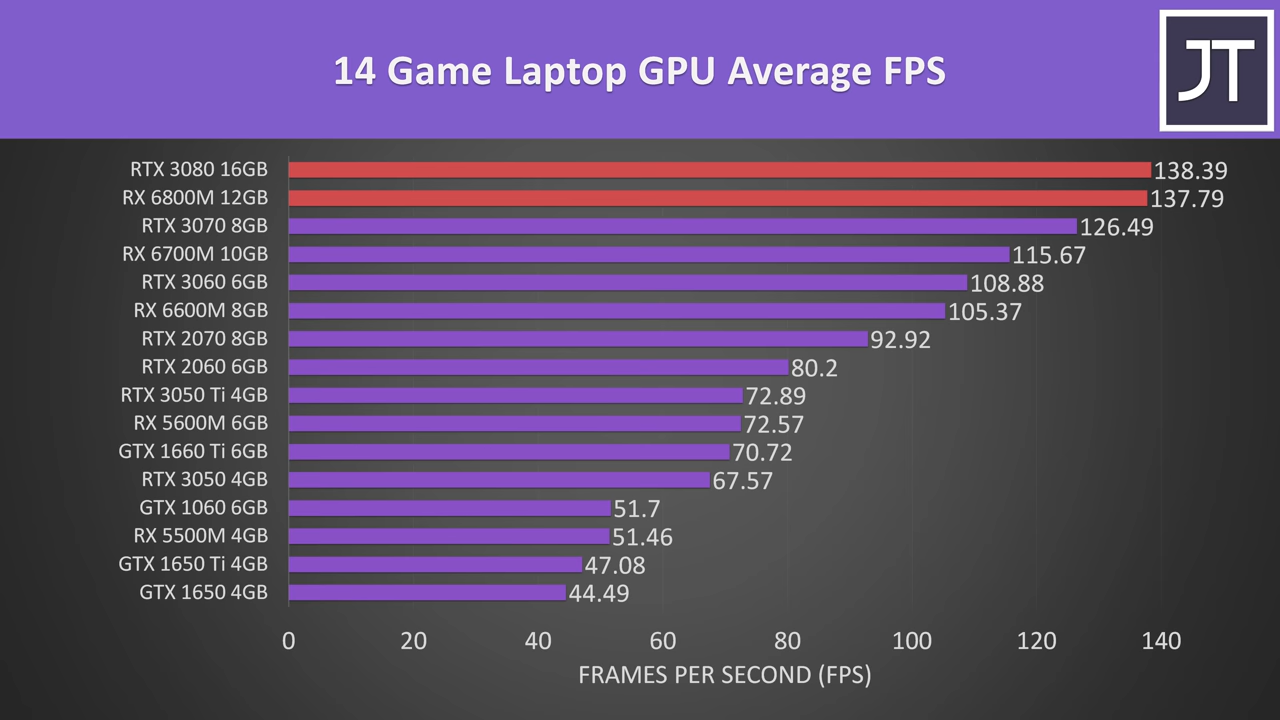 14 Game Laptop GPU Average FPS
JT
RTX 3080 16GB 138.39
RX 6800M 12GB 137.79
RTX 3070 8GB 126.49
RX 6700M 10GB 115.67
RTX 3060 6GB 108.88
RX 6600M 8GB 105.37
RTX 2070 8GB 92.92
RTX 2060 6GB 80.2
RTX 3050 Ti 4GB 72.89
RX 5600M 6GB 72.57
GTX 1660 Ti 6GB 70.72
RTX 3050 4GB 67.57
GTX 1060 6GB 51.7
RX 5500M 4GB 51.46
GTX 1650 Ti 4GB 47.08
GTX 1650 4GB 44.49
0 20 40 60 80 100 120 140
FRAMES PER SECOND (FPS)